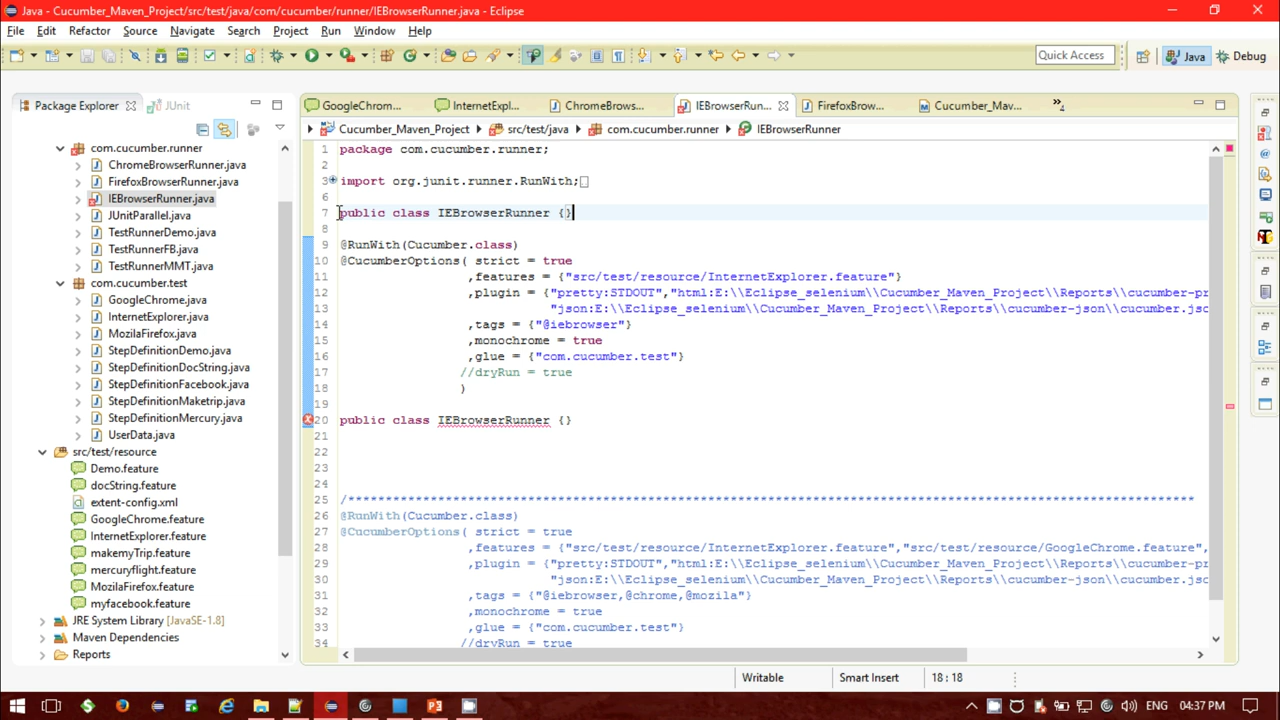 Java - Cucumber_Maven_Project/src/test/java/com/cucumber/runner/IEBrowserRunner.java - Eclipse
File Edit Refactor Source Navigate Search Project Run Window Help
Quick Access Java Debug
Package Explorer JUnit
com.cucumber.runner
ChromeBrowserRunner.java
FirefoxBrowserRunner.java
IEBrowserRunner.java
JUnitParallel.java
TestRunnerDemo.java
TestRunnerFB.java
TestRunnerMMT.java
com.cucumber.test
GoogleChrome.java
InternetExplorer.java
MozilaFirefox.java
StepDefinitionDemo.java
StepDefinitionDocString.java
StepDefinitionFacebook.java
StepDefinitionMaketrip.java
StepDefinitionMercury.java
UserData.java
src/test/resource
Demo.feature
docString.feature
extent-config.xml
GoogleChrome.feature
InternetExplorer.feature
makemyTrip.feature
mercuryflight.feature
MozilaFirefox.feature
myfacebook.feature
JRE System Library [JavaSE-1.8]
Maven Dependencies
Reports
GoogleChrom... InternetExpl... ChromeBrows... IEBrowserRun... FirefoxBrow... Cucumber_Mav... »4
Cucumber_Maven_Project src/test/java com.cucumber.runner IEBrowserRunner
1 package com.cucumber.runner;
2
3 import org.junit.runner.RunWith;
6
7 public class IEBrowserRunner {}
8
9 @RunWith(Cucumber.class)
10 @CucumberOptions( strict = true
11 ,features = {"src/test/resource/InternetExplorer.feature"}
12 ,plugin = {"pretty:STDOUT","html:E:\\Eclipse_selenium\\Cucumber_Maven_Project\\Reports\\cucumber-pr
13 "json:E:\\Eclipse_selenium\\Cucumber_Maven_Project\\Reports\\cucumber-json\\cucumber.jso
14 ,tags = {"@iebrowser"}
15 ,monochrome = true
16 ,glue = {"com.cucumber.test"}
17 //dryRun = true
18 )
19
20 public class IEBrowserRunner {}
21
22
23
24
25 /*****************************************************************************************************************
26 @RunWith(Cucumber.class)
27 @CucumberOptions( strict = true
28 ,features = {"src/test/resource/InternetExplorer.feature","src/test/resource/GoogleChrome.feature",
29 ,plugin = {"pretty:STDOUT","html:E:\\Eclipse_selenium\\Cucumber_Maven_Project\\Reports\\cucumber-pr
30 "json:E:\\Eclipse_selenium\\Cucumber_Maven_Project\\Reports\\cucumber-json\\cucumber.jso
31 ,tags = {"@iebrowser,@chrome,@mozila"}
32 ,monochrome = true
33 ,glue = {"com.cucumber.test"}
34 //dryRun = true
Writable Smart Insert 18 : 18
ENG 04:37 PM